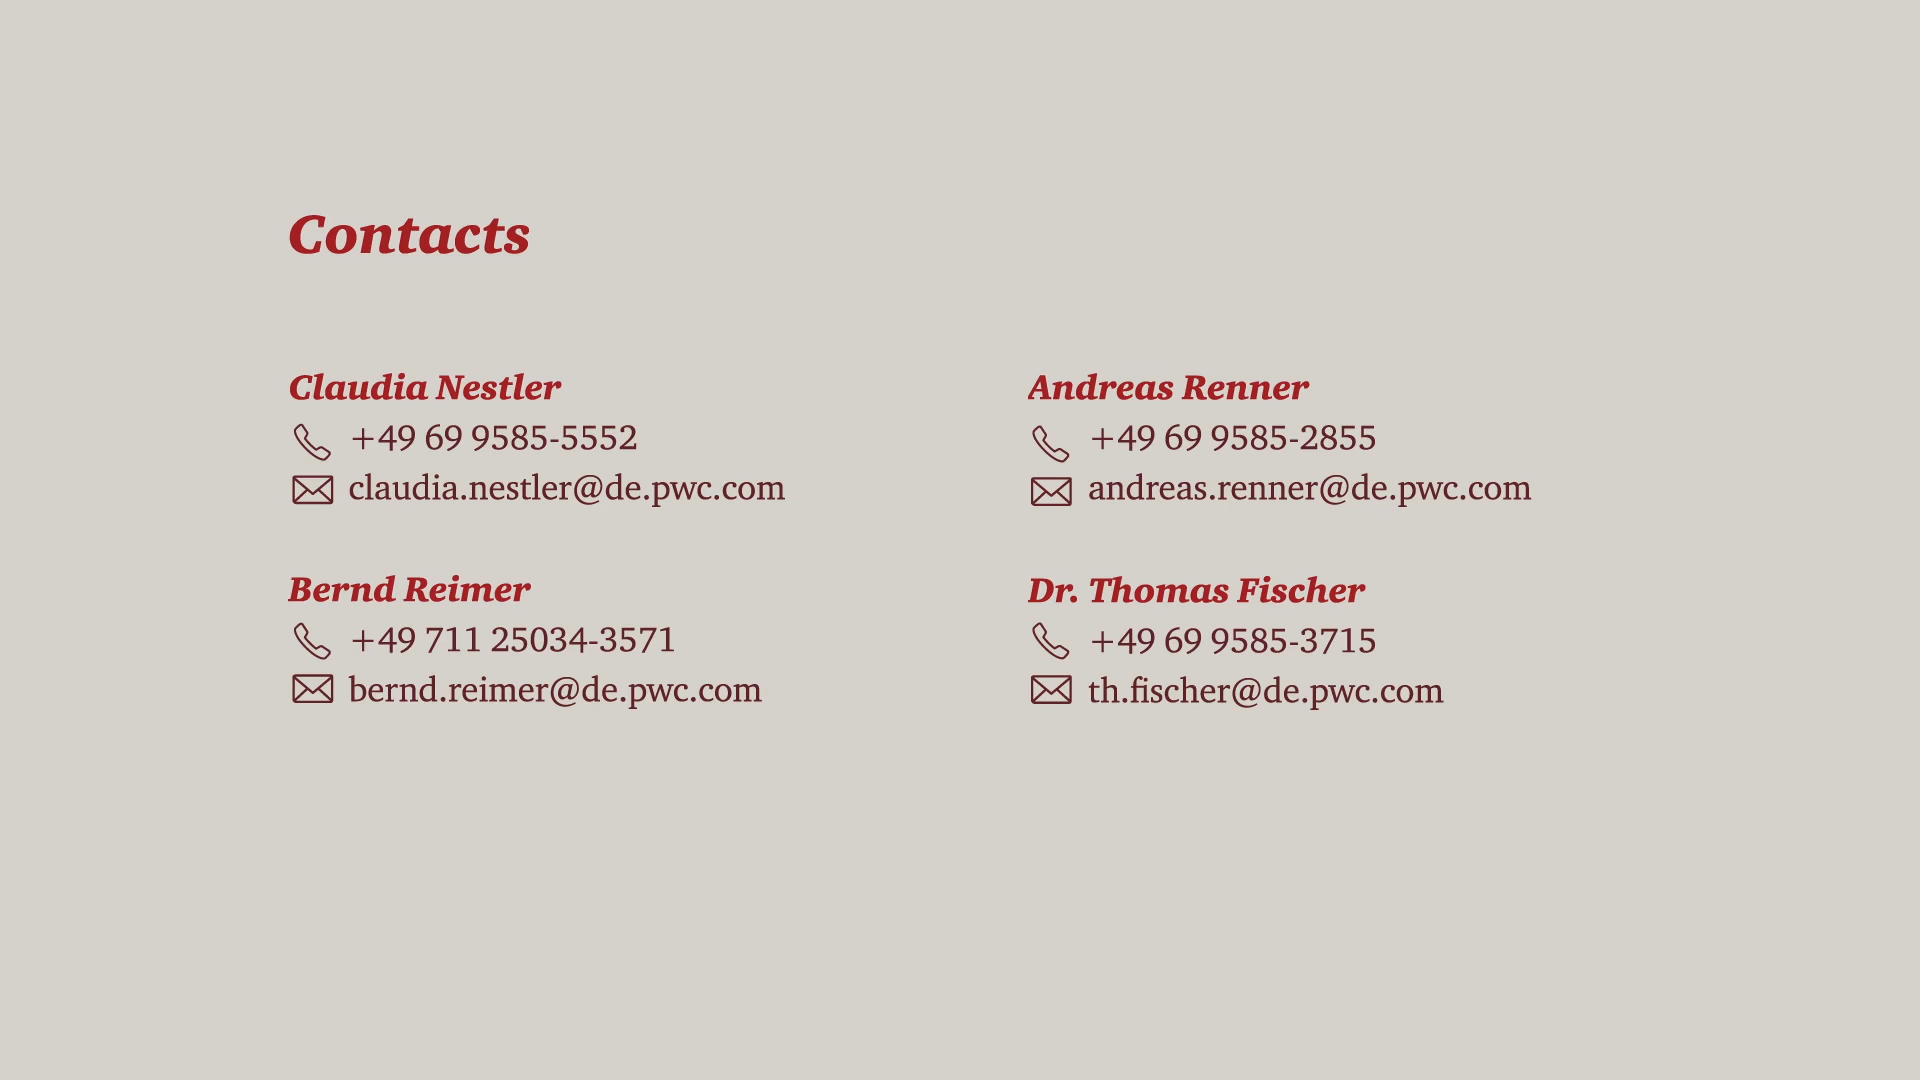 Contacts
Claudia Nestler
+49 69 9585-5552
claudia.nestler@de.pwc.com
Bernd Reimer
+49 711 25034-3571
bernd.reimer@de.pwc.com
Andreas Renner
+49 69 9585-2855
andreas.renner@de.pwc.com
Dr. Thomas Fischer
+49 69 9585-3715
th.fischer@de.pwc.com